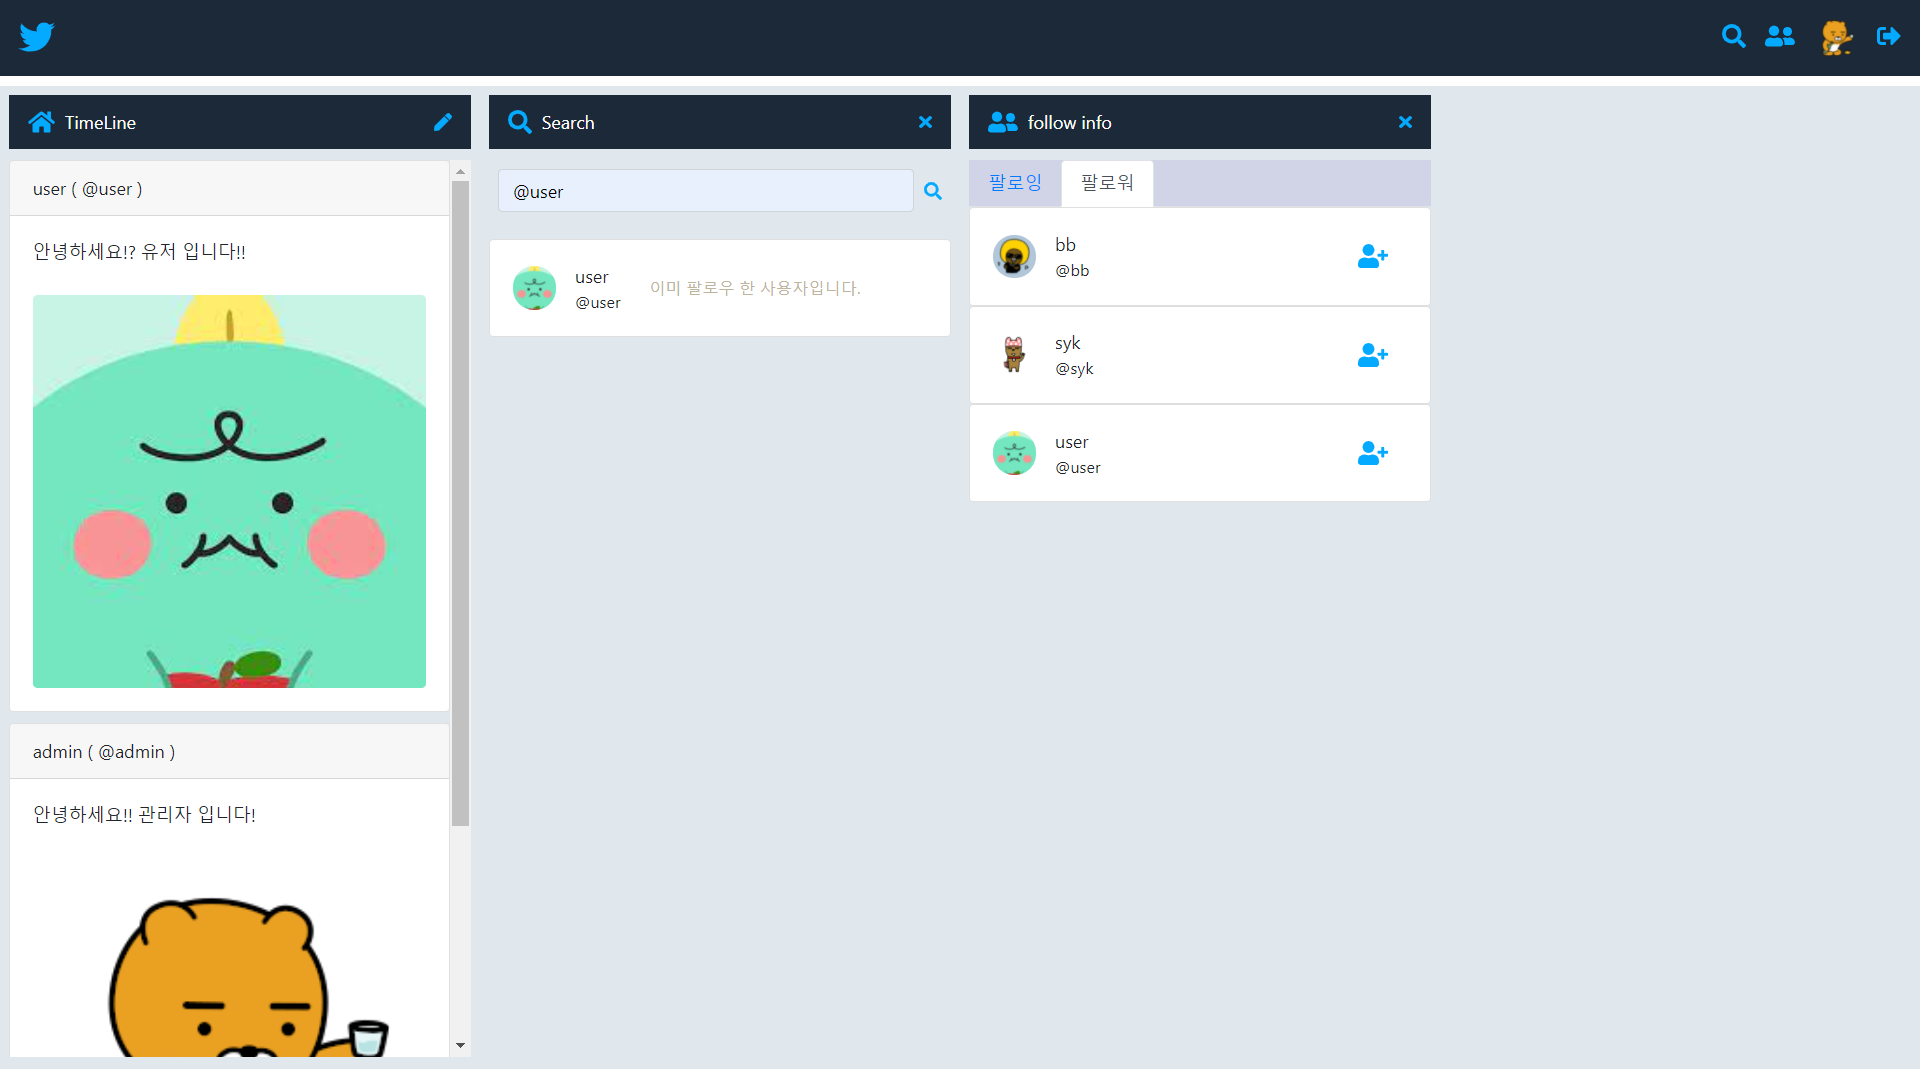 TimeLine
user ( @user )
안녕하세요!? 유저 입니다!!
admin ( @admin )
안녕하세요!! 관리자 입니다!
Search
@user
user
@user
이미 팔로우 한 사용자입니다.
follow info
팔로잉
팔로워
bb
@bb
syk
@syk
user
@user